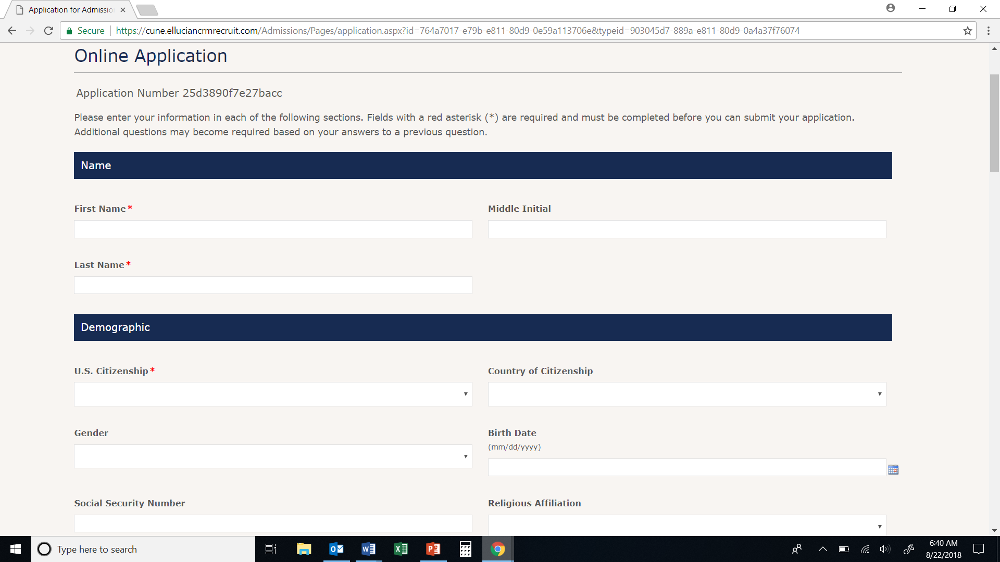 Application for Admissio
Secure https://cune.elluciancrmrecruit.com/Admissions/Pages/application.aspx?id=764a7017-e79b-e811-80d9-0e59a113706e&typeid=903045d7-889a-e811-80d9-0a4a37f76074
Online Application
Application Number 25d3890f7e27bacc
Please enter your information in each of the following sections. Fields with a red asterisk (*) are required and must be completed before you can submit your application.
Additional questions may become required based on your answers to a previous question.
Name
First Name* Middle Initial
Last Name*
Demographic
U.S. Citizenship* Country of Citizenship
Gender Birth Date
(mm/dd/yyyy)
Social Security Number Religious Affiliation
Type here to search
6:40 AM
8/22/2018